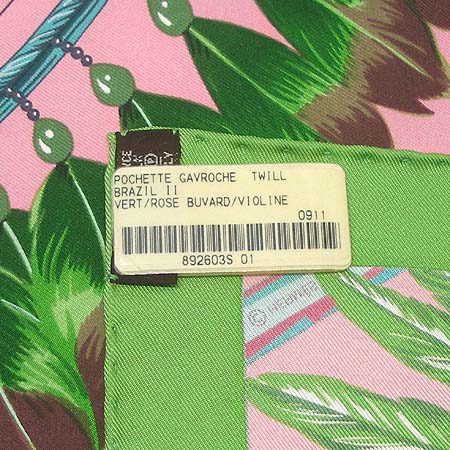 POCHETTE GAVROCHE TWILL
BRAZIL II
VERT/ROSE BUVARD/VIOLINE
0911
892603S 01